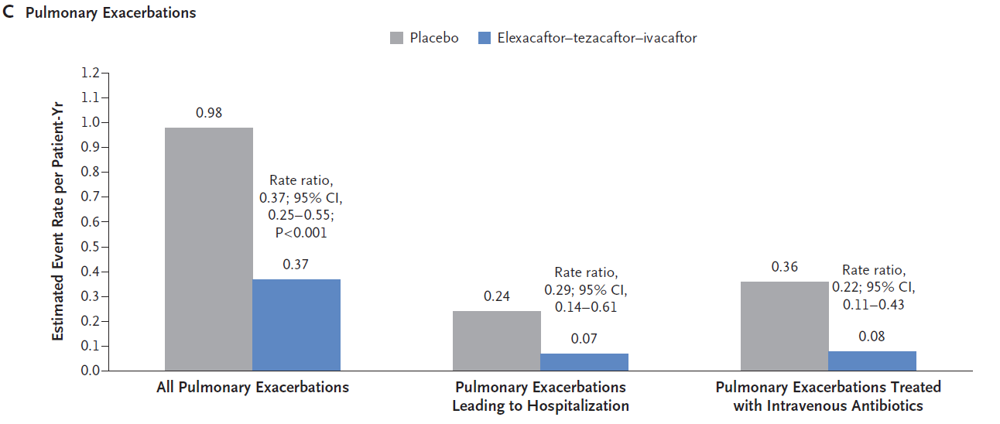 C Pulmonary Exacerbations
Placebo
Elexacaftor–tezacaftor–ivacaftor
Estimated Event Rate per Patient-Yr
1.2
1.1
1.0
0.9
0.8
0.7
0.6
0.5
0.4
0.3
0.2
0.1
0.0
0.98
Rate ratio,
0.37; 95% CI,
0.25–0.55;
P<0.001
0.37
All Pulmonary Exacerbations
0.24
Rate ratio,
0.29; 95% CI,
0.14–0.61
0.07
Pulmonary Exacerbations
Leading to Hospitalization
0.36
Rate ratio,
0.22; 95% CI,
0.11–0.43
0.08
Pulmonary Exacerbations Treated
with Intravenous Antibiotics